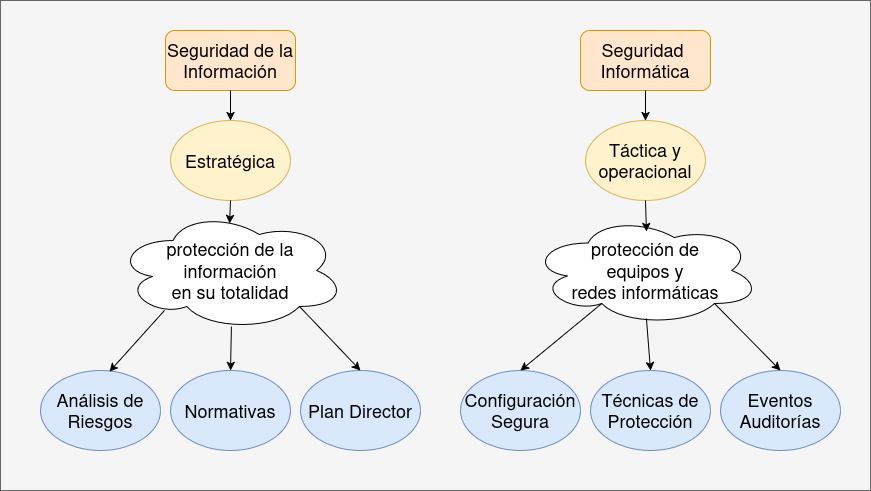 Seguridad de la
Información
Estratégica
protección de la
información
en su totalidad
Análisis de
Riesgos
Normativas
Plan Director
Seguridad
Informática
Táctica y
operacional
protección de
equipos y
redes informáticas
Configuración
Segura
Técnicas de
Protección
Eventos
Auditorías